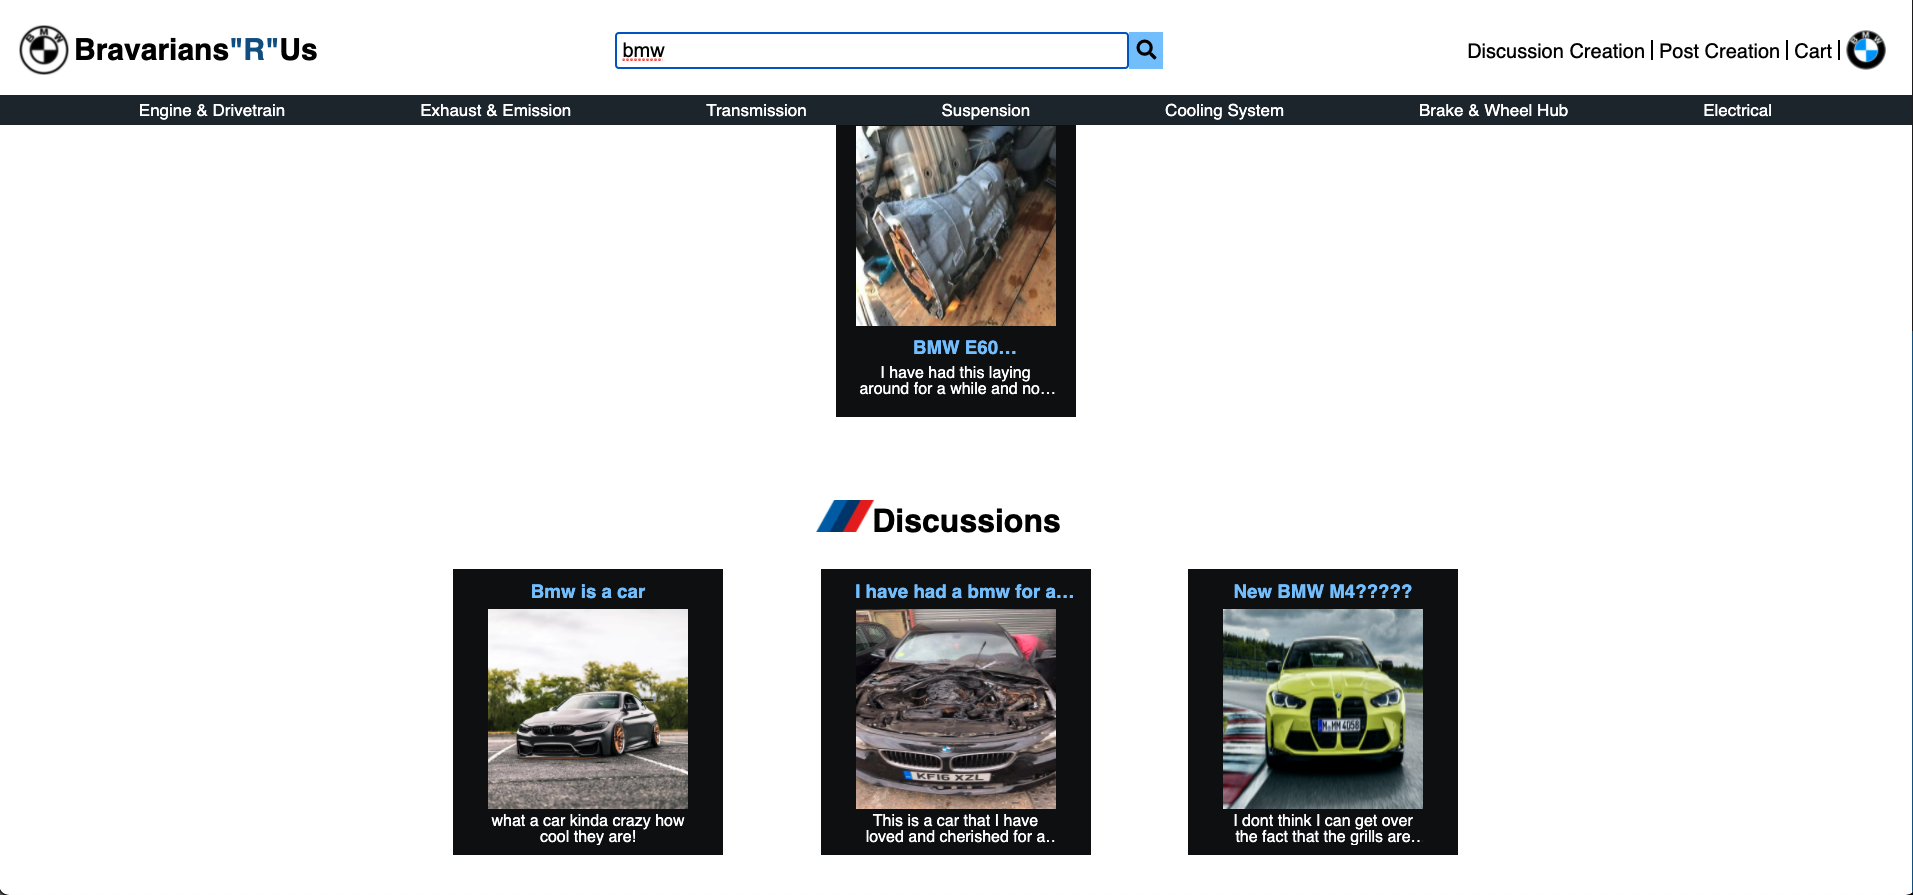 BMW
Bravarians"R"Us
bmw
Discussion Creation | Post Creation | Cart |
BMW
Engine & Drivetrain
Exhaust & Emission
Transmission
Suspension
Cooling System
Brake & Wheel Hub
Electrical
BMW E60...
I have had this laying
around for a while and no...
Discussions
Bmw is a car
what a car kinda crazy how
cool they are!
I have had a bmw for a...
KF16 XZL
This is a car that I have
loved and cherished for a..
New BMW M4?????
M MM 4058
I dont think I can get over
the fact that the grills are..